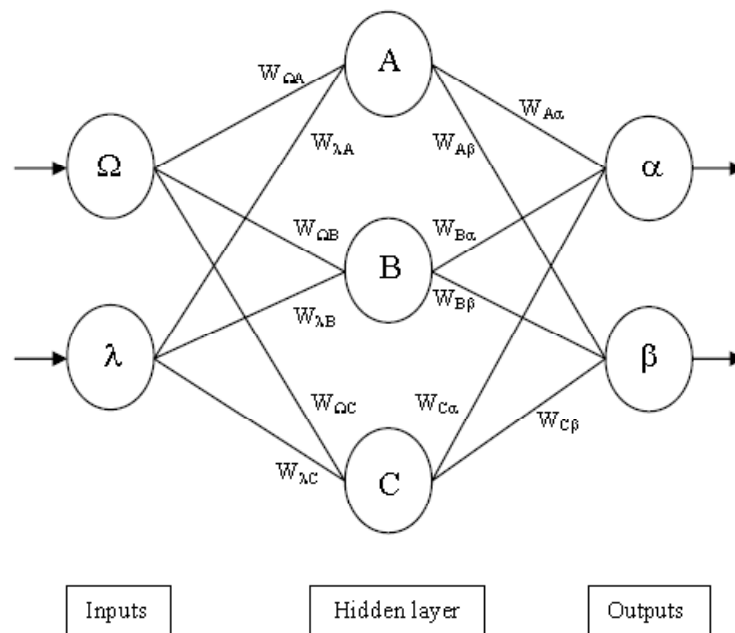 A
W_ΩA
W_Aα
W_λA
W_Aβ
Ω
α
W_ΩB
W_Bα
B
W_λB
W_Bβ
λ
β
W_ΩC
W_Cα
W_Cβ
W_λC
C
Inputs
Hidden layer
Outputs